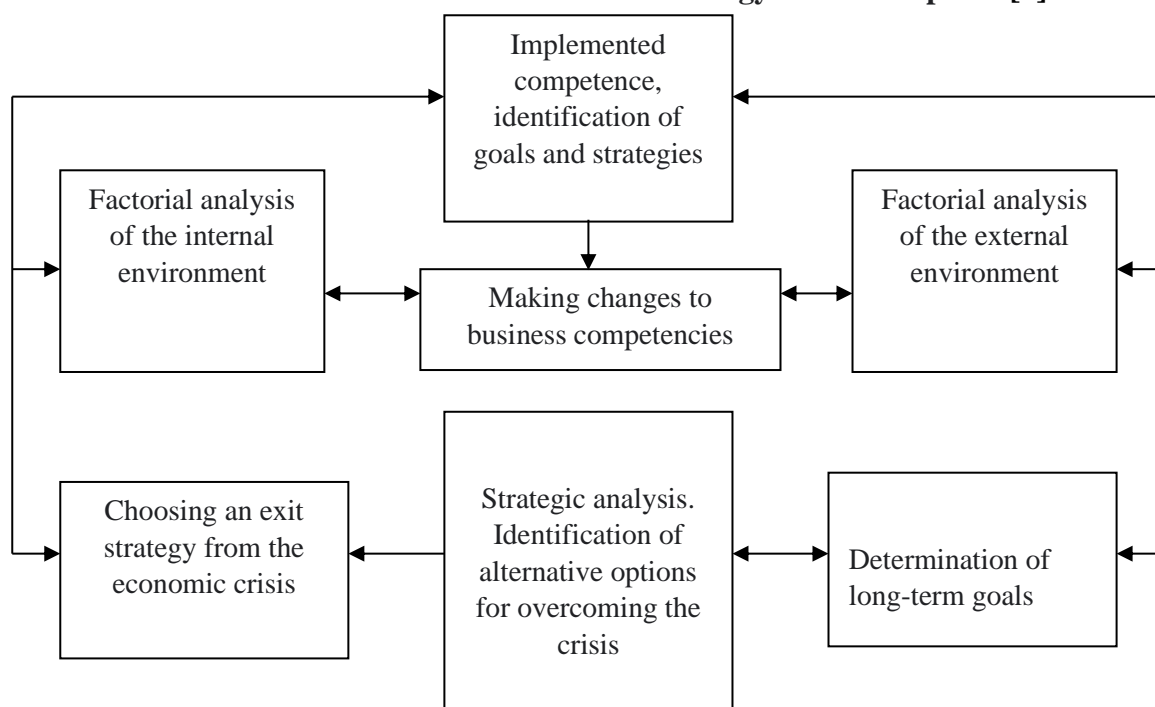 Implemented
competence,
identification of
goals and strategies
Factorial analysis
of the internal
environment
Factorial analysis
of the external
environment
Making changes to
business competencies
Choosing an exit
strategy from the
economic crisis
Strategic analysis.
Identification of
alternative options
for overcoming the
crisis
Determination of
long-term goals